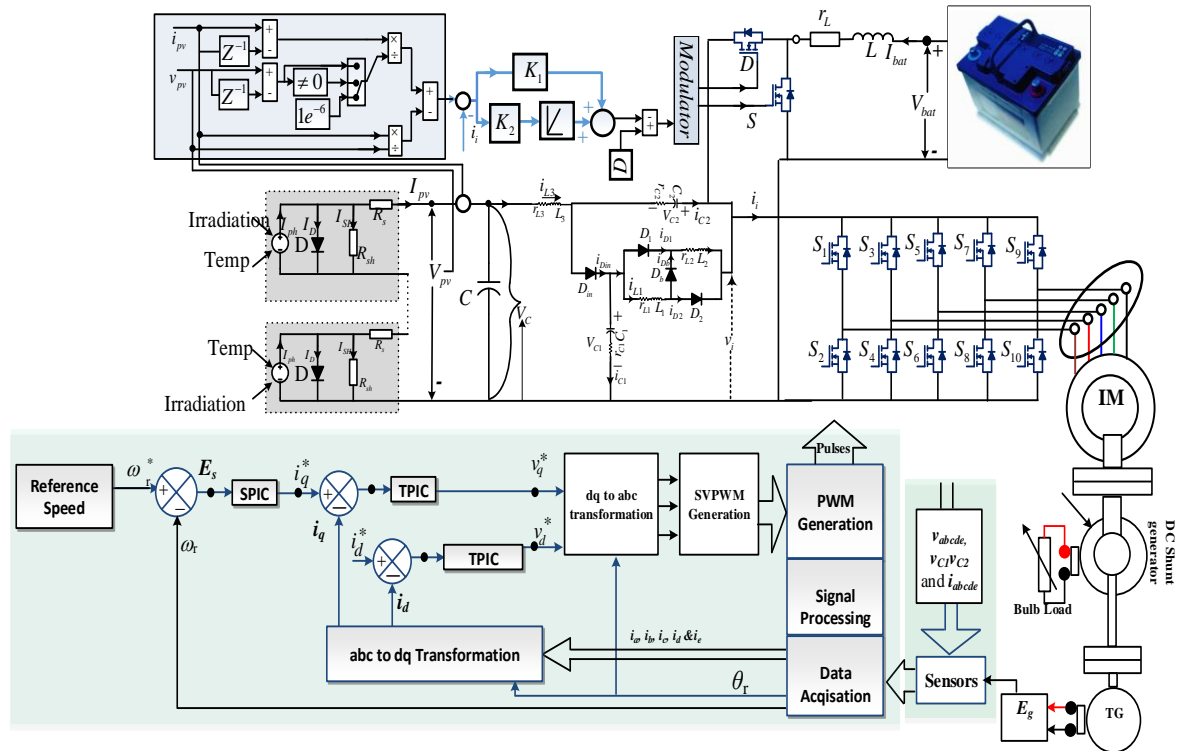 i_pv
v_pv
Z^-1
Z^-1
+
-
+
-
≠ 0
1e^-6
×
÷
×
÷
+
-
-
i_i
K_1
K_2
+
+
D
-
+
Modulator
D
S
r_L
L
I_bat
+
V_bat
-
Irradiation
Temp
I_ph
I_D
D
I_SH
R_sh
R_s
I_pv
V_pv
-
Temp
Irradiation
I_ph
I_D
D
I_SH
R_sh
R_s
C
V_C
i_L3
r_L3
L_3
r_C2
C_2
V_C2
+
i_C2
i_i
D_in
i_Din
D_1
i_D1
i_Db
D_b
r_L2
L_2
i_L1
r_L1
L_1
i_D2
D_2
+
V_C1
r_C1
C_1
i_C1
v_i
S_1
S_3
S_5
S_7
S_9
S_2
S_4
S_6
S_8
S_10
IM
DC Shunt
generator
Bulb Load
TG
E_g
Sensors
v_abcde,
v_C1v_C2
and i_abcde
Reference
Speed
ω_r^*
+
−
E_s
SPIC
i_q^*
+
−
TPIC
v_q^*
i_q
i_d^*
+
−
TPIC
v_d^*
i_d
ω_r
dq to abc
transformation
SVPWM
Generation
Pulses
PWM
Generation
Signal
Processing
Data
Acqisation
abc to dq Transformation
i_a, i_b, i_c, i_d &i_e
θ_r